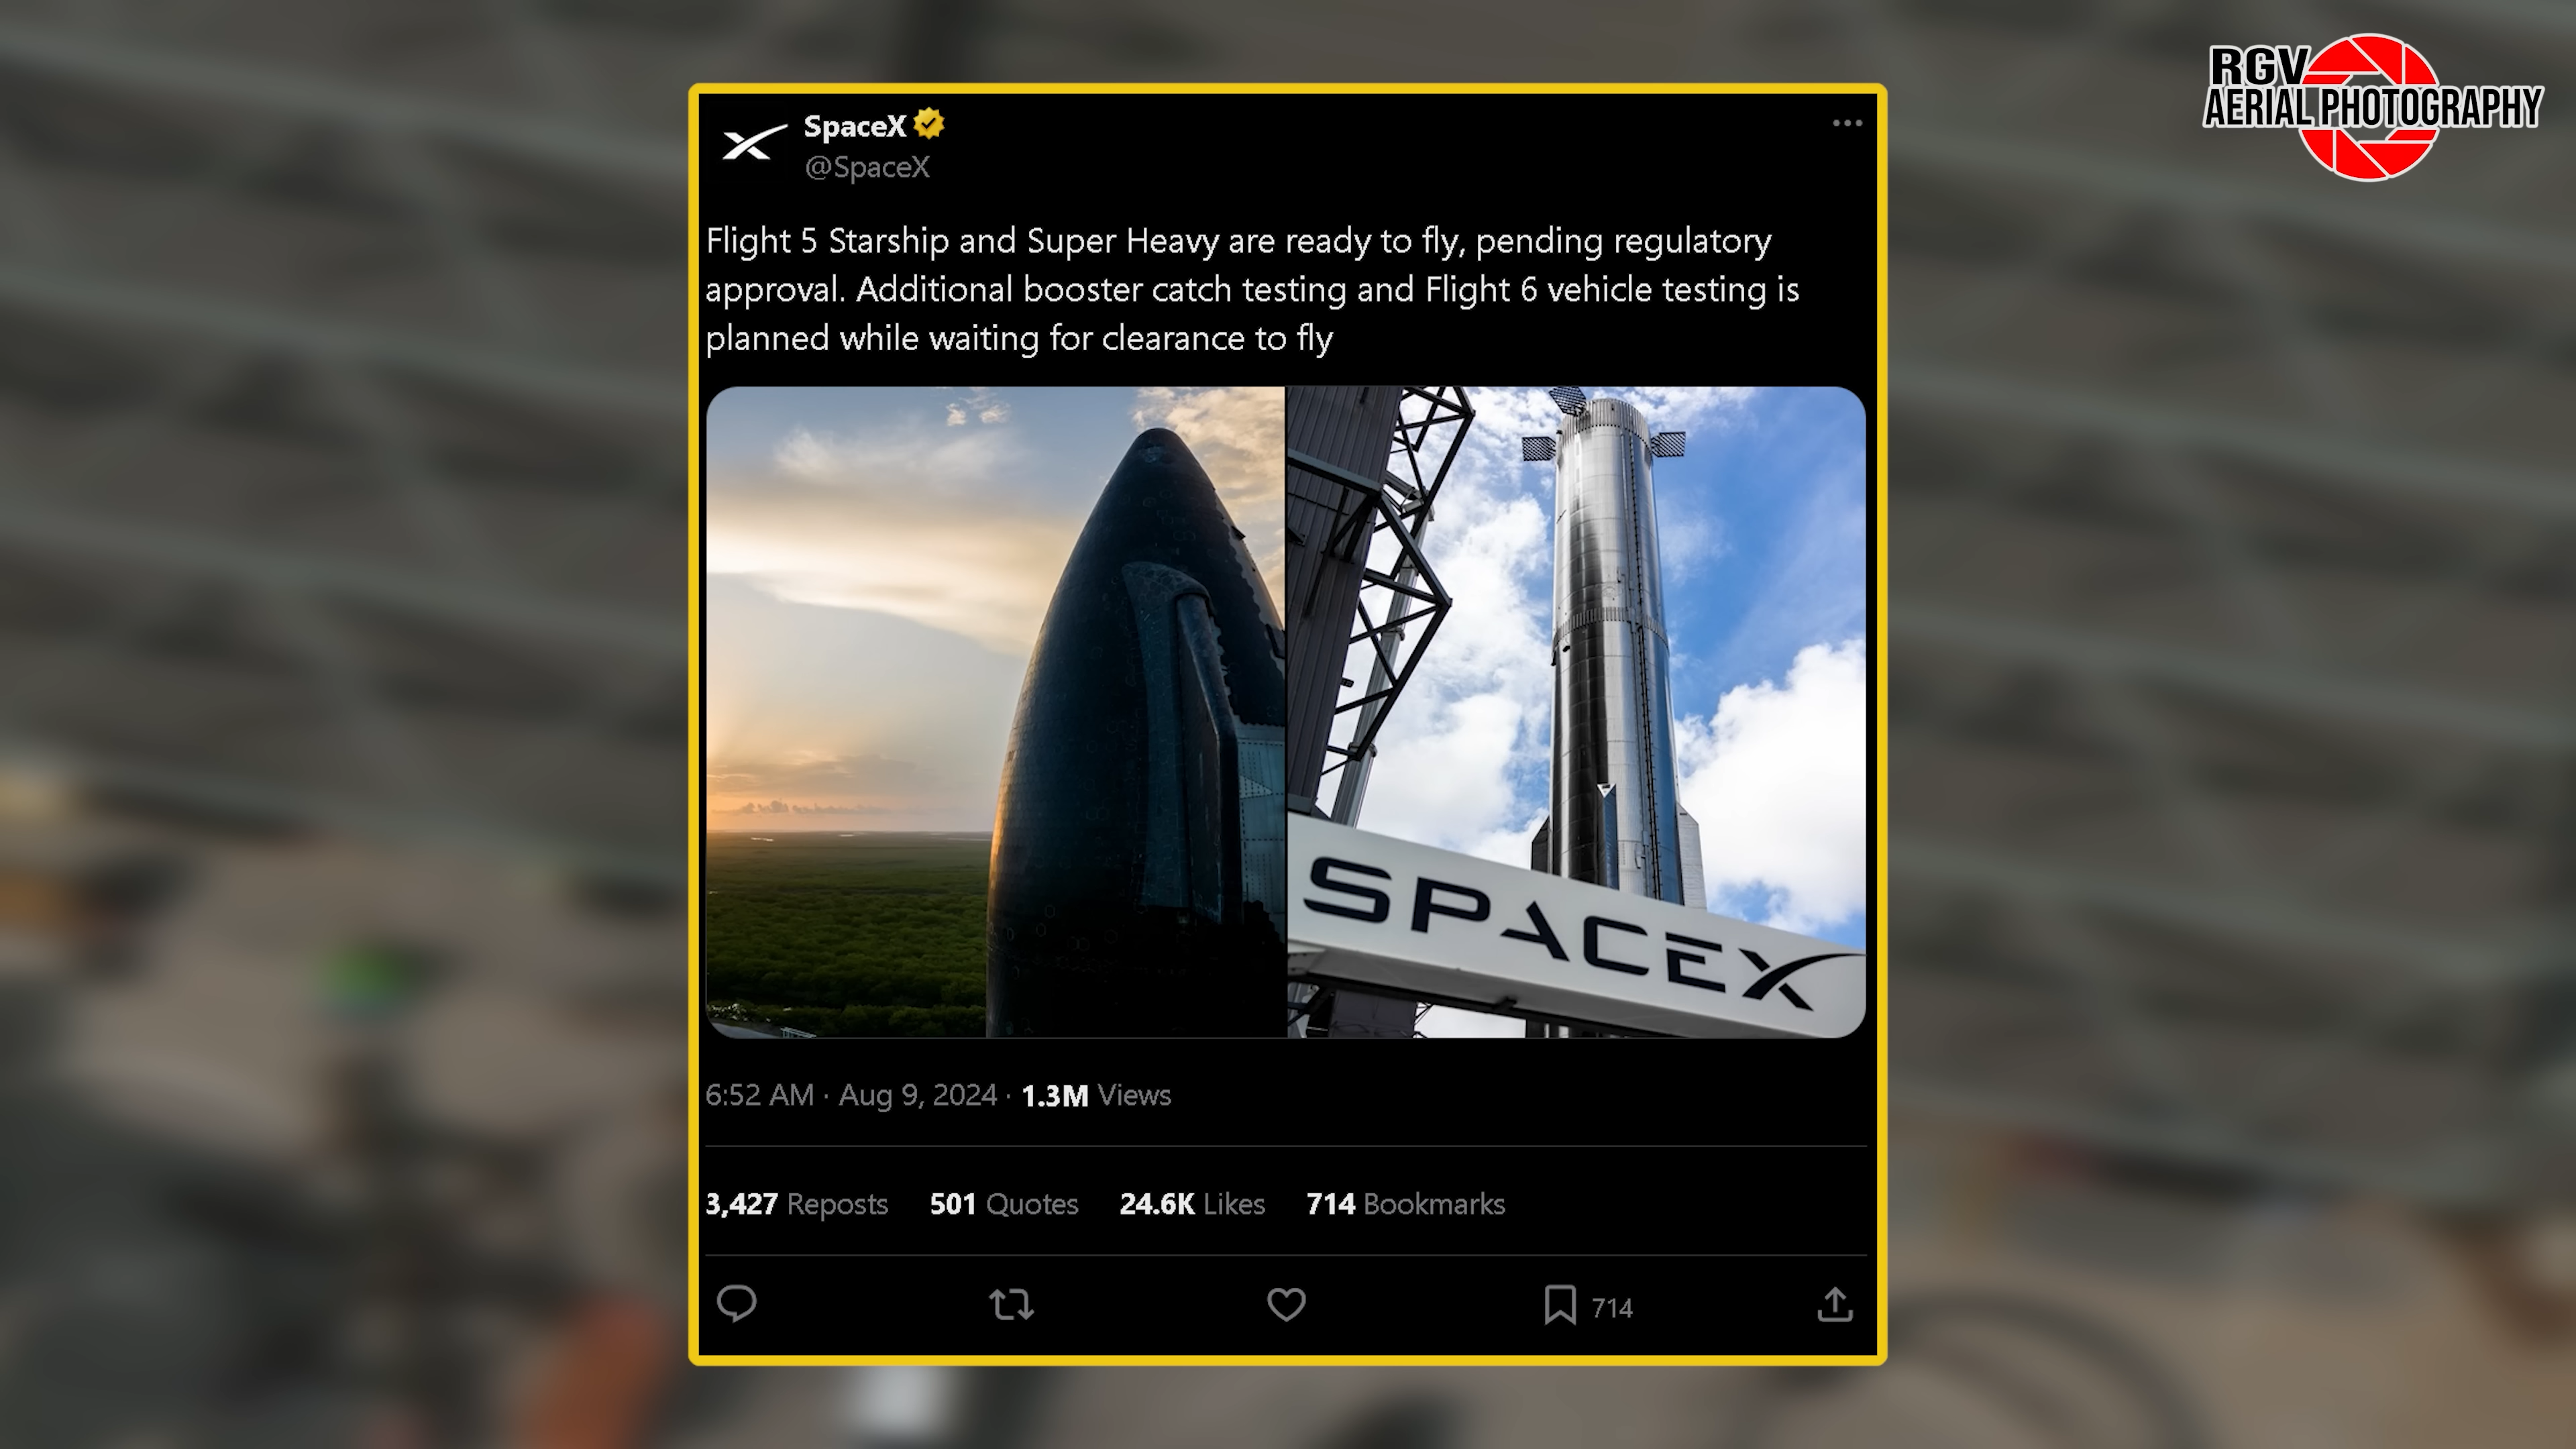 RGV
AERIAL PHOTOGRAPHY
SpaceX
@SpaceX
Flight 5 Starship and Super Heavy are ready to fly, pending regulatory
approval. Additional booster catch testing and Flight 6 vehicle testing is
planned while waiting for clearance to fly
SPACEX
6:52 AM · Aug 9, 2024 · 1.3M Views
3,427 Reposts 501 Quotes 24.6K Likes 714 Bookmarks
714